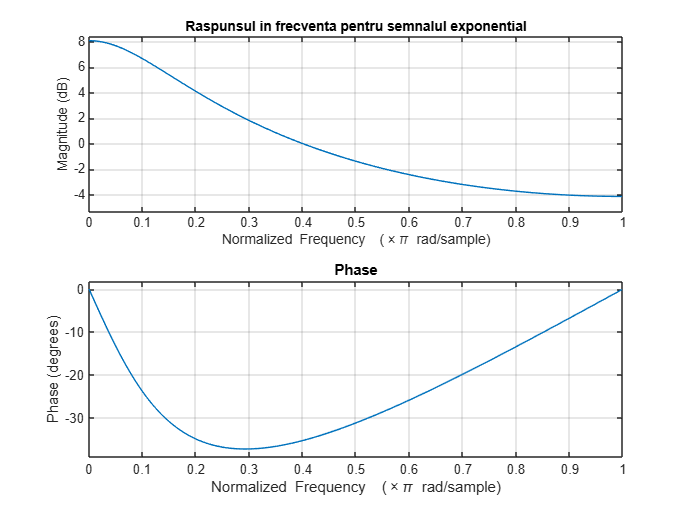 Raspunsul in frecventa pentru semnalul exponential
Magnitude (dB)
8
6
4
2
0
-2
-4
0 0.1 0.2 0.3 0.4 0.5 0.6 0.7 0.8 0.9 1
Normalized Frequency (×π rad/sample)
Phase
Phase (degrees)
0
-10
-20
-30
0 0.1 0.2 0.3 0.4 0.5 0.6 0.7 0.8 0.9 1
Normalized Frequency (×π rad/sample)